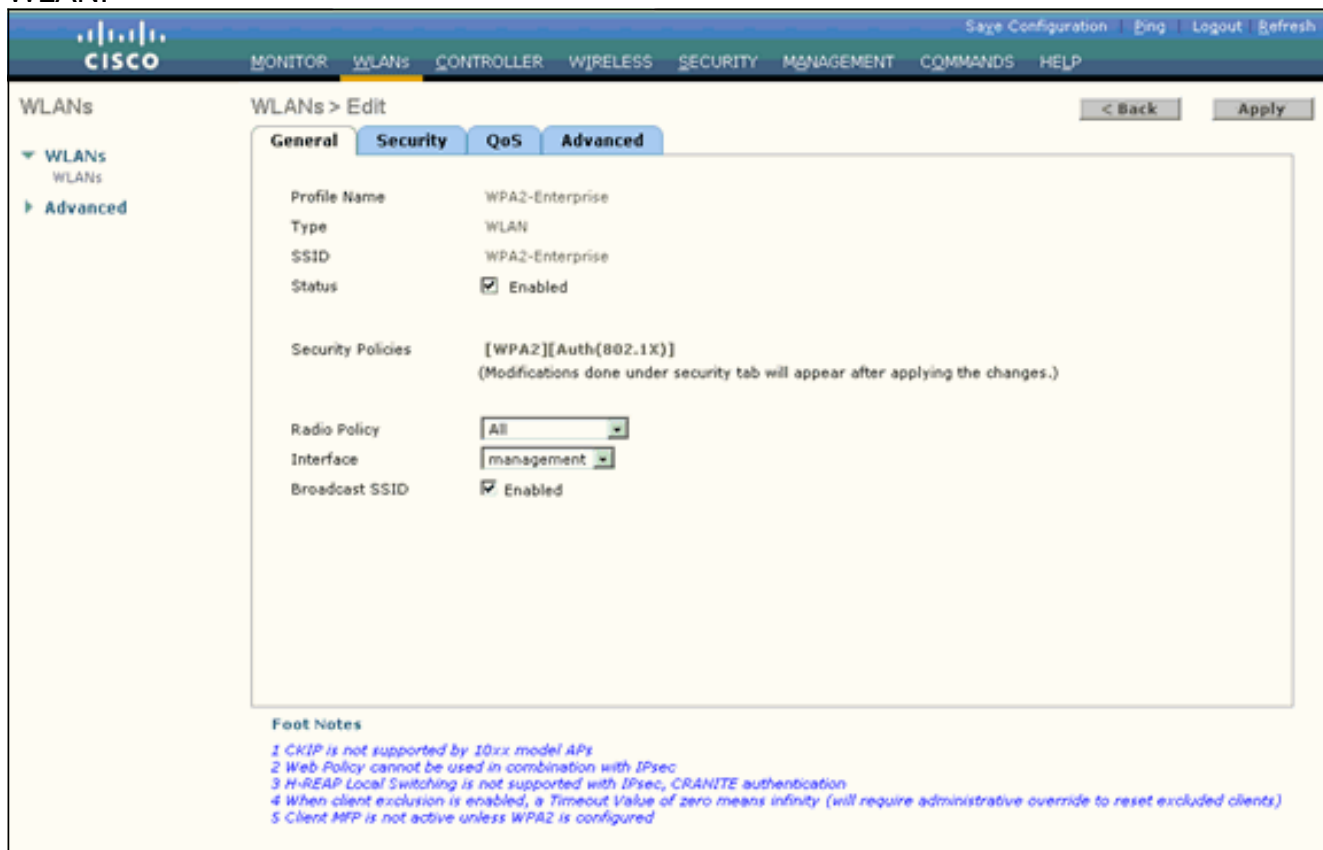 WLAN.
Save Configuration | Ping | Logout | Refresh
CISCO
MONITOR WLANs CONTROLLER WIRELESS SECURITY MANAGEMENT COMMANDS HELP
WLANs
WLANs > Edit
< Back
Apply
General Security QoS Advanced
WLANs
WLANs
Advanced
Profile Name WPA2-Enterprise
Type WLAN
SSID WPA2-Enterprise
Status Enabled
Security Policies [WPA2][Auth(802.1X)]
(Modifications done under security tab will appear after applying the changes.)
Radio Policy All
Interface management
Broadcast SSID Enabled
Foot Notes
1 CKIP is not supported by 10xx model APs
2 Web Policy cannot be used in combination with IPsec
3 H-REAP Local Switching is not supported with IPsec, CRANITE authentication
4 When client exclusion is enabled, a Timeout Value of zero means infinity (will require administrative override to reset excluded clients)
5 Client MFP is not active unless WPA2 is configured